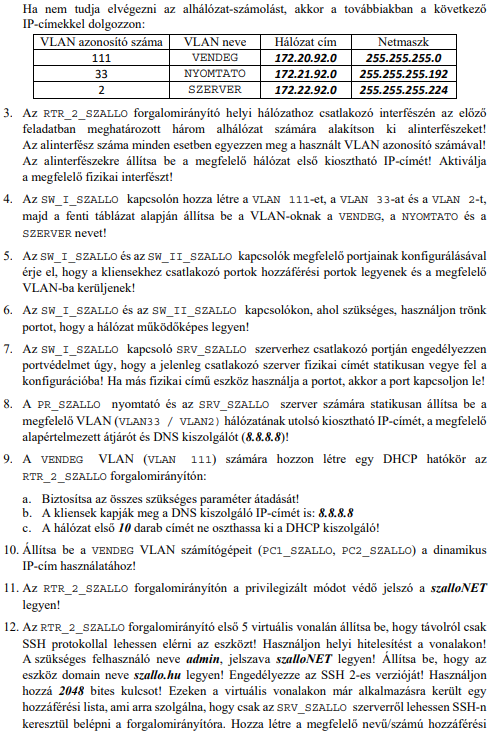 Ha nem tudja elvégezni az alhálózat-számolást, akkor a továbbiakban a következő
IP-címekkel dolgozzon:
VLAN azonosító száma VLAN neve Hálózat cím Netmaszk
111 VENDEG 172.20.92.0 255.255.255.0
33 NYOMTATO 172.21.92.0 255.255.255.192
2 SZERVER 172.22.92.0 255.255.255.224
3. Az RTR_2_SZALLO forgalomirányító helyi hálózathoz csatlakozó interfészén az előző
feladatban meghatározott három alhálózat számára alakítson ki alinterfészeket!
Az alinterfész száma minden esetben egyezzen meg a használt VLAN azonosító számával!
Az alinterfészekre állítsa be a megfelelő hálózat első kiosztható IP-címét! Aktiválja
a megfelelő fizikai interfészt!
4. Az SW_I_SZALLO kapcsolón hozza létre a VLAN 111-et, a VLAN 33-at és a VLAN 2-t,
majd a fenti táblázat alapján állítsa be a VLAN-oknak a VENDEG, a NYOMTATO és a
SZERVER nevet!
5. Az SW_I_SZALLO és az SW_II_SZALLO kapcsolók megfelelő portjainak konfigurálásával
érje el, hogy a kliensekhez csatlakozó portok hozzáférési portok legyenek és a megfelelő
VLAN-ba kerüljenek!
6. Az SW_I_SZALLO és az SW_II_SZALLO kapcsolókon, ahol szükséges, használjon trönk
portot, hogy a hálózat működőképes legyen!
7. Az SW_I_SZALLO kapcsoló SRV_SZALLO szerverhez csatlakozó portján engedélyezzen
portvédelmet úgy, hogy a jelenleg csatlakozó szerver fizikai címét statikusan vegye fel a
konfigurációba! Ha más fizikai című eszköz használja a portot, akkor a port kapcsoljon le!
8. A PR_SZALLO nyomtató és az SRV_SZALLO szerver számára statikusan állítsa be a
megfelelő VLAN (VLAN33 / VLAN2) hálózatának utolsó kiosztható IP-címét, a megfelelő
alapértelmezett átjárót és DNS kiszolgálót (8.8.8.8)!
9. A VENDEG VLAN (VLAN 111) számára hozzon létre egy DHCP hatókör az
RTR_2_SZALLO forgalomirányítón:
a. Biztosítsa az összes szükséges paraméter átadását!
b. A kliensek kapják meg a DNS kiszolgáló IP-címét is: 8.8.8.8
c. A hálózat első 10 darab címét ne oszthassa ki a DHCP kiszolgáló!
10. Állítsa be a VENDEG VLAN számítógépeit (PC1_SZALLO, PC2_SZALLO) a dinamikus
IP-cím használatához!
11. Az RTR_2_SZALLO forgalomirányítón a privilegizált módot védő jelszó a szalloNET
legyen!
12. Az RTR_2_SZALLO forgalomirányító első 5 virtuális vonalán állítsa be, hogy távolról csak
SSH protokollal lehessen elérni az eszközt! Használjon helyi hitelesítést a vonalakon!
A szükséges felhasználó neve admin, jelszava szalloNET legyen! Állítsa be, hogy az
eszköz domain neve szallo.hu legyen! Engedélyezze az SSH 2-es verzióját! Használjon
hozzá 2048 bites kulcsot! Ezeken a virtuális vonalakon már alkalmazásra került egy
hozzáférési lista, ami arra szolgálna, hogy csak az SRV_SZALLO szerverről lehessen SSH-n
keresztül belépni a forgalomirányítóra. Hozza létre a megfelelő nevű/számú hozzáférési